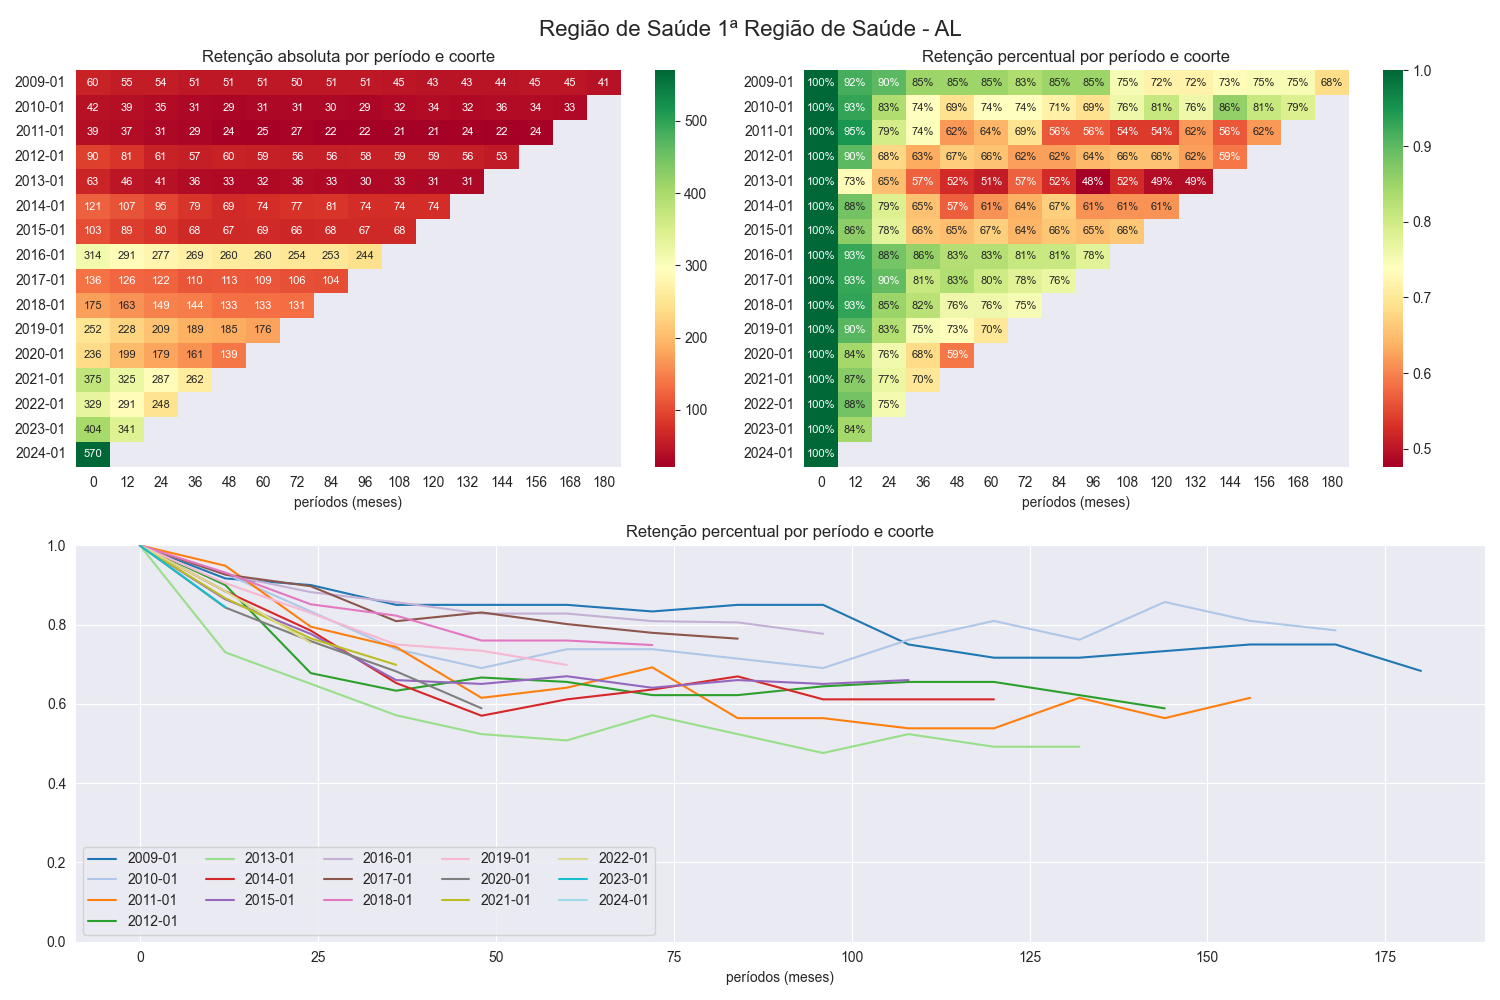 Região de Saúde 1ª Região de Saúde - AL
Retenção absoluta por período e coorte
2009-01 60 55 54 51 51 51 50 51 51 45 43 43 44 45 45 41
2010-01 42 39 35 31 29 31 31 30 29 32 34 32 36 34 33
2011-01 39 37 31 29 24 25 27 22 22 21 21 24 22 24
2012-01 90 81 61 57 60 59 56 56 58 59 59 56 53
2013-01 63 46 41 36 33 32 36 33 30 33 31 31
2014-01 121 107 95 79 69 74 77 81 74 74 74
2015-01 103 89 80 68 67 69 66 68 67 68
2016-01 314 291 277 269 260 260 254 253 244
2017-01 136 126 122 110 113 109 106 104
2018-01 175 163 149 144 133 133 131
2019-01 252 228 209 189 185 176
2020-01 236 199 179 161 139
2021-01 375 325 287 262
2022-01 329 291 248
2023-01 404 341
2024-01 570
0 12 24 36 48 60 72 84 96 108 120 132 144 156 168 180
períodos (meses)
500
400
300
200
100
Retenção percentual por período e coorte
2009-01 100% 92% 90% 85% 85% 85% 83% 85% 85% 75% 72% 72% 73% 75% 75% 68%
2010-01 100% 93% 83% 74% 69% 74% 74% 71% 69% 76% 81% 76% 86% 81% 79%
2011-01 100% 95% 79% 74% 62% 64% 69% 56% 56% 54% 54% 62% 56% 62%
2012-01 100% 90% 68% 63% 67% 66% 62% 62% 64% 66% 66% 62% 59%
2013-01 100% 73% 65% 57% 52% 51% 57% 52% 48% 52% 49% 49%
2014-01 100% 88% 79% 65% 57% 61% 64% 67% 61% 61% 61%
2015-01 100% 86% 78% 66% 65% 67% 64% 66% 65% 66%
2016-01 100% 93% 88% 86% 83% 83% 81% 81% 78%
2017-01 100% 93% 90% 81% 83% 80% 78% 76%
2018-01 100% 93% 85% 82% 76% 76% 75%
2019-01 100% 90% 83% 75% 73% 70%
2020-01 100% 84% 76% 68% 59%
2021-01 100% 87% 77% 70%
2022-01 100% 88% 75%
2023-01 100% 84%
2024-01 100%
0 12 24 36 48 60 72 84 96 108 120 132 144 156 168 180
períodos (meses)
1.0
0.9
0.8
0.7
0.6
0.5
Retenção percentual por período e coorte
1.0
0.8
0.6
0.4
0.2
0.0
2009-01 2013-01 2016-01 2019-01 2022-01
2010-01 2014-01 2017-01 2020-01 2023-01
2011-01 2015-01 2018-01 2021-01 2024-01
2012-01
0 25 50 75 100 125 150 175
períodos (meses)